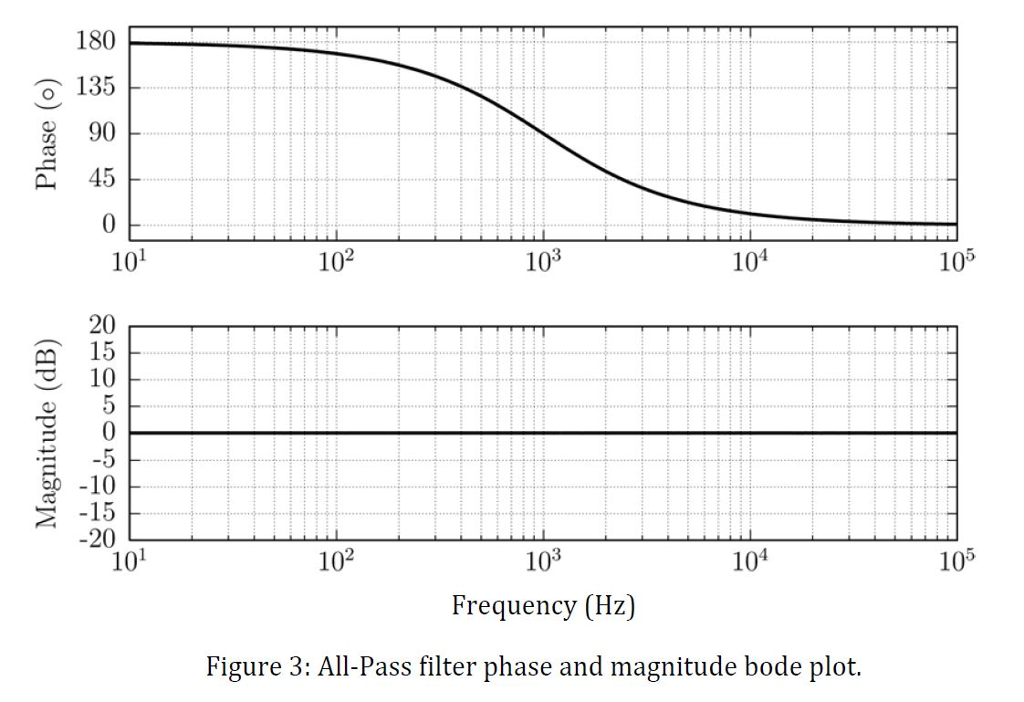 Phase (○)
180
135
90
45
0
10¹ 10² 10³ 10⁴ 10⁵
Magnitude (dB)
20
15
10
5
0
-5
-10
-15
-20
10¹ 10² 10³ 10⁴ 10⁵
Frequency (Hz)
Figure 3: All-Pass filter phase and magnitude bode plot.